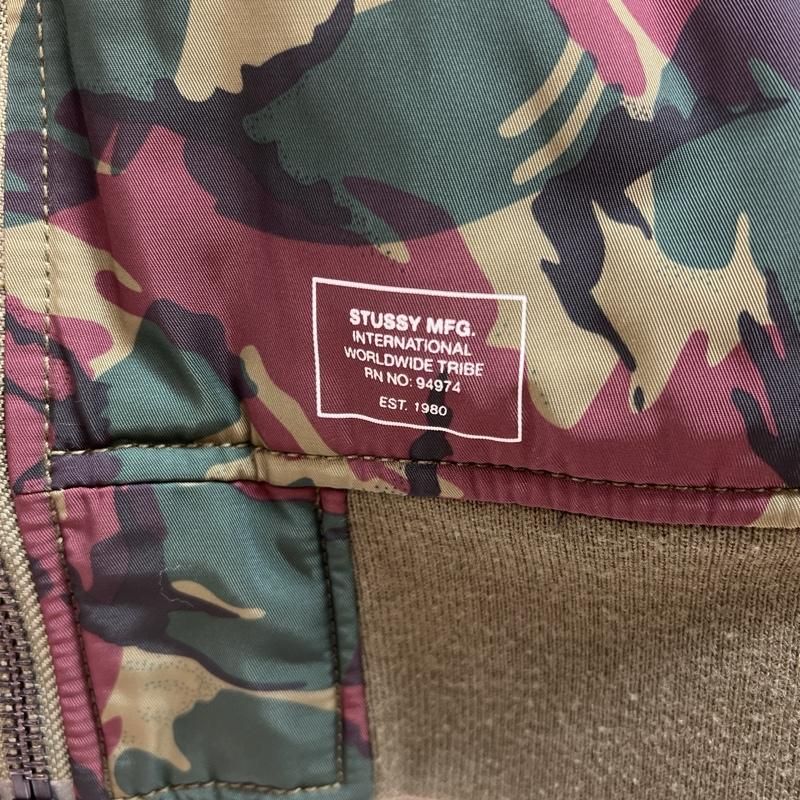 STUSSY MFG.
INTERNATIONAL
WORLDWIDE TRIBE
RN NO: 94974
EST. 1980